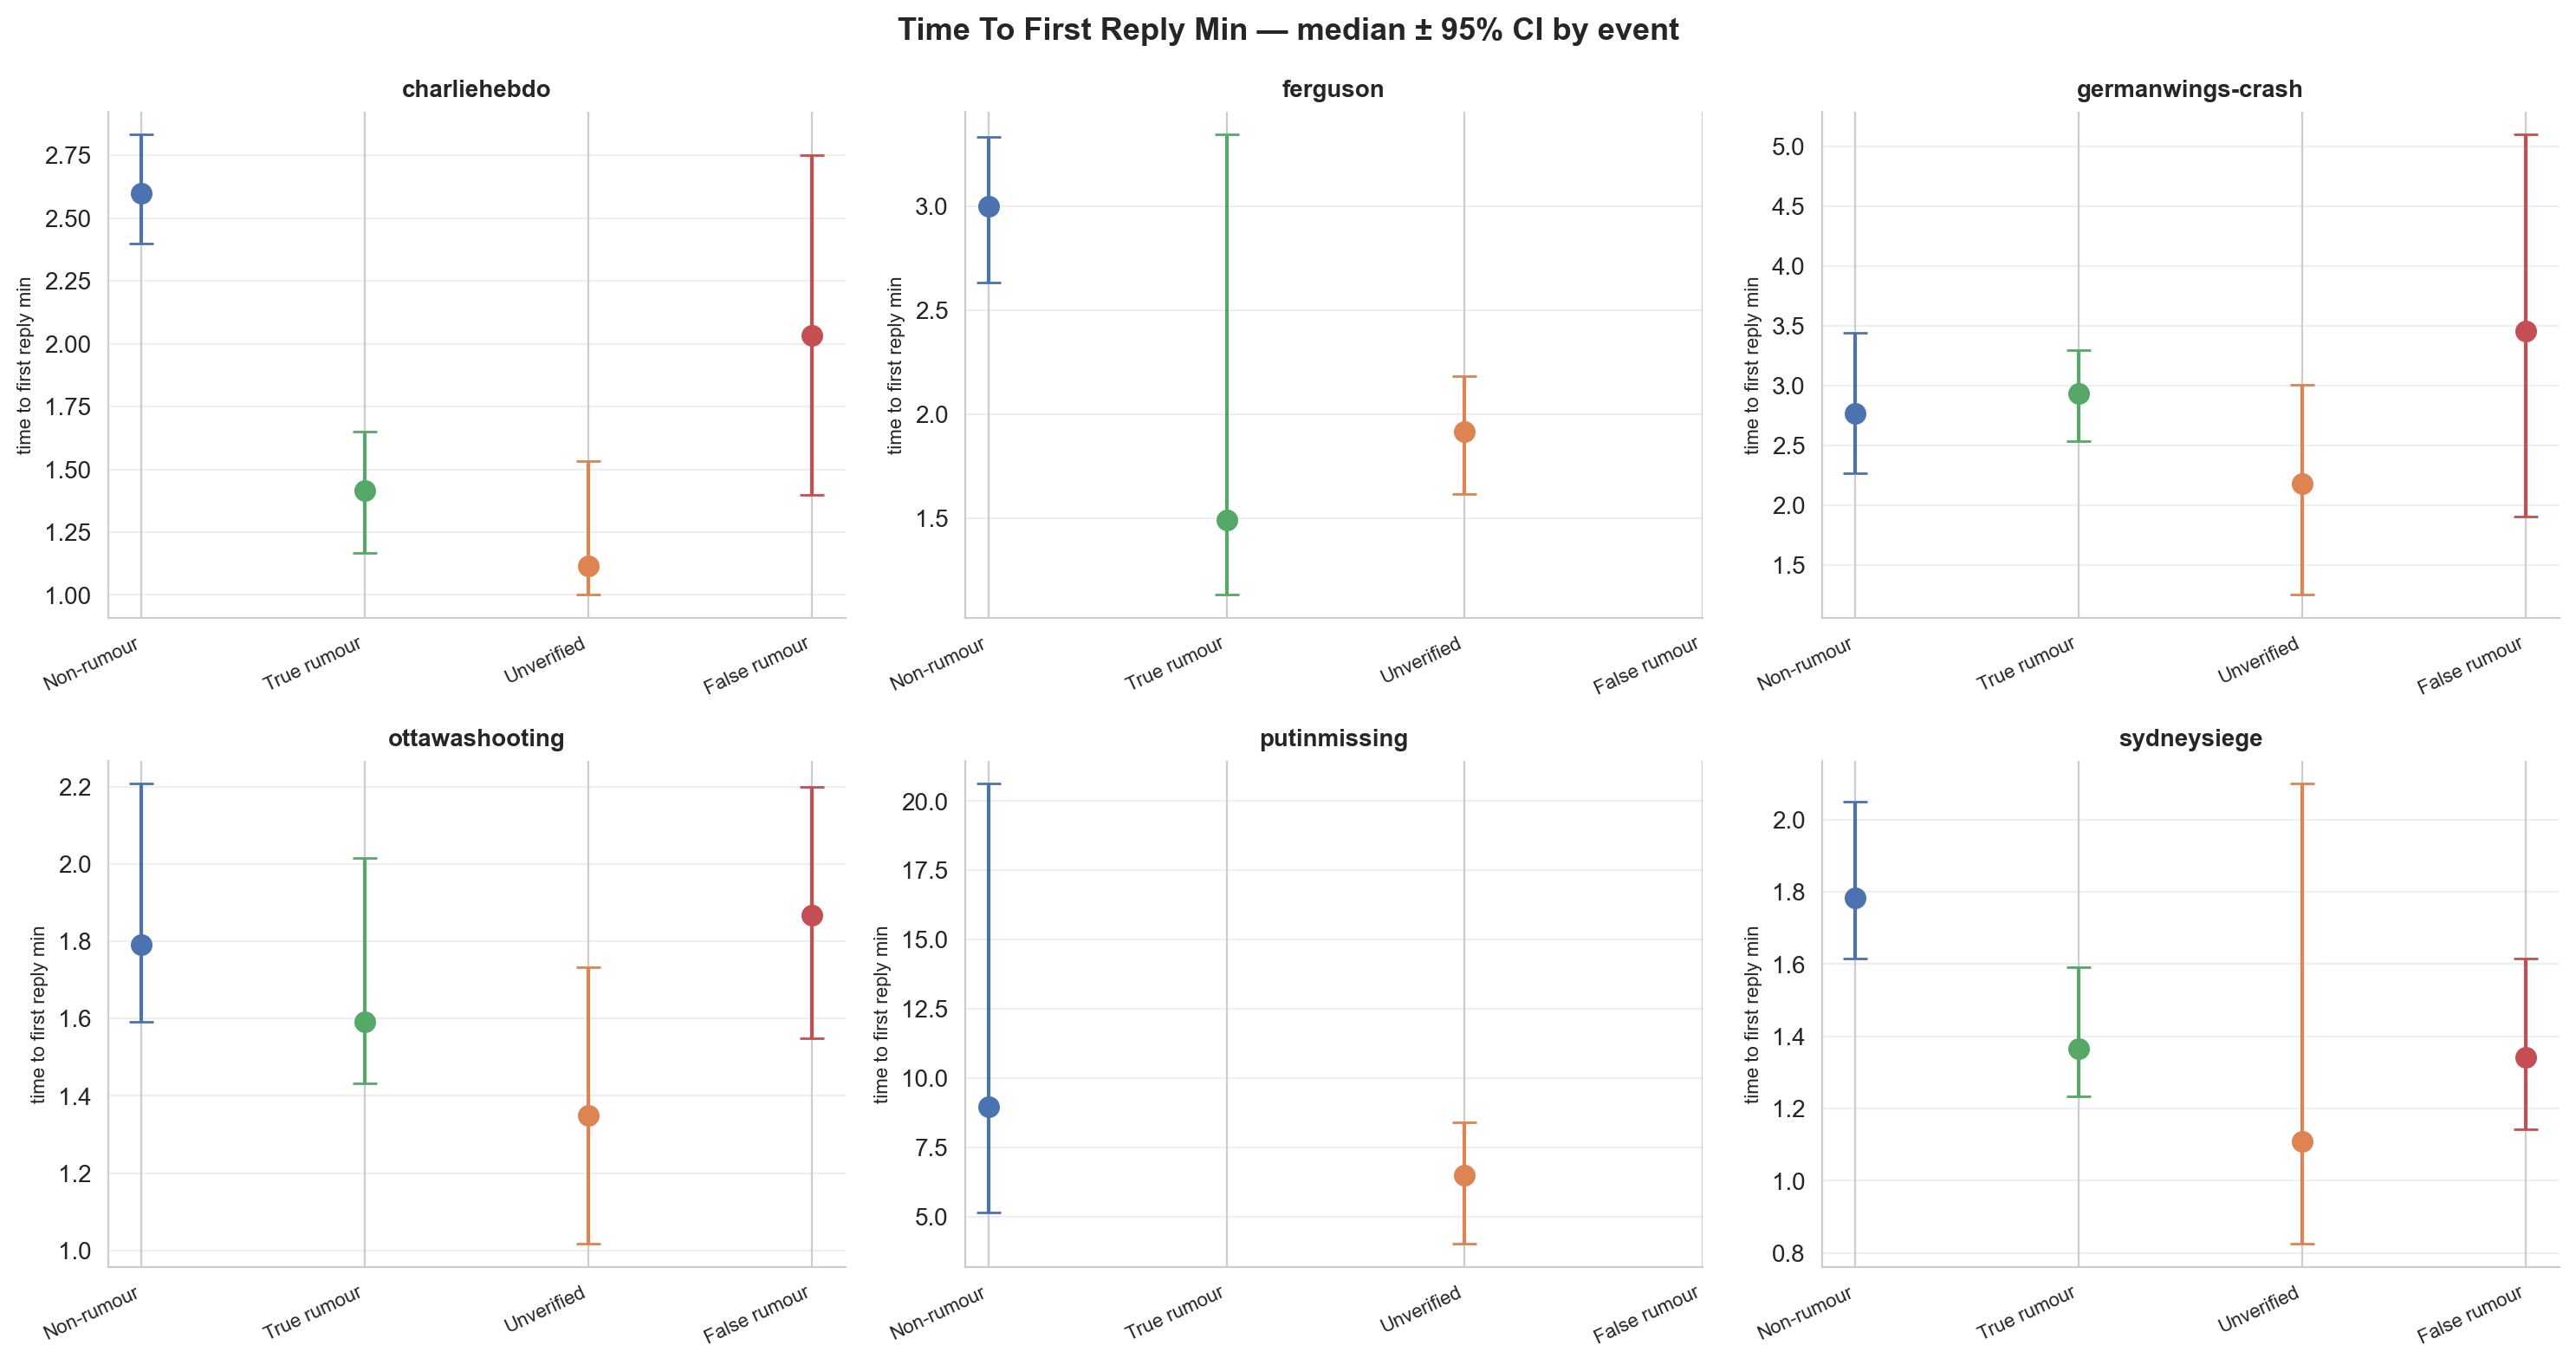 Time To First Reply Min — median ± 95% CI by event
charliehebdo
time to first reply min
2.75
2.50
2.25
2.00
1.75
1.50
1.25
1.00
Non-rumour
True rumour
Unverified
False rumour
ferguson
time to first reply min
3.0
2.5
2.0
1.5
Non-rumour
True rumour
Unverified
False rumour
germanwings-crash
time to first reply min
5.0
4.5
4.0
3.5
3.0
2.5
2.0
1.5
Non-rumour
True rumour
Unverified
False rumour
ottawashooting
time to first reply min
2.2
2.0
1.8
1.6
1.4
1.2
1.0
Non-rumour
True rumour
Unverified
False rumour
putinmissing
time to first reply min
20.0
17.5
15.0
12.5
10.0
7.5
5.0
Non-rumour
True rumour
Unverified
False rumour
sydneysiege
time to first reply min
2.0
1.8
1.6
1.4
1.2
1.0
0.8
Non-rumour
True rumour
Unverified
False rumour